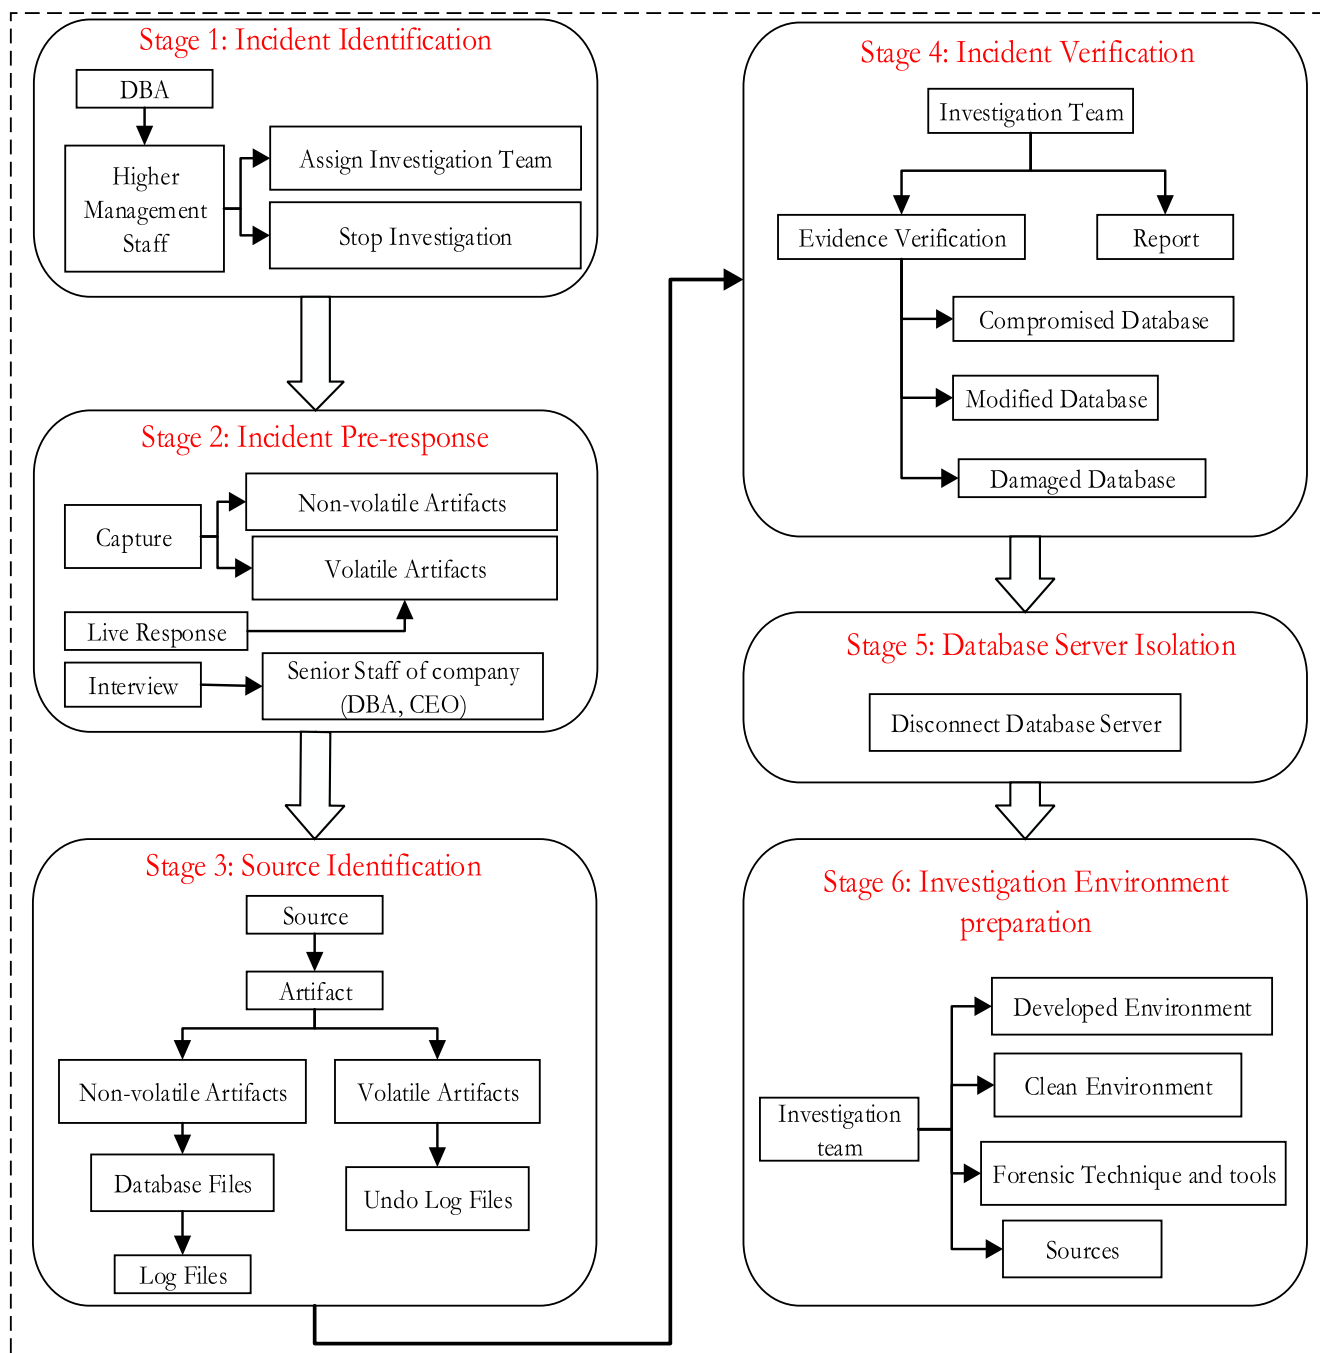 Stage 1: Incident Identification
DBA
Higher
Management
Staff
Assign Investigation Team
Stop Investigation
Stage 2: Incident Pre-response
Capture
Non-volatile Artifacts
Volatile Artifacts
Live Response
Interview
Senior Staff of company
(DBA, CEO)
Stage 3: Source Identification
Source
Artifact
Non-volatile Artifacts
Volatile Artifacts
Database Files
Undo Log Files
Log Files
Stage 4: Incident Verification
Investigation Team
Evidence Verification
Report
Compromised Database
Modified Database
Damaged Database
Stage 5: Database Server Isolation
Disconnect Database Server
Stage 6: Investigation Environment
preparation
Investigation
team
Developed Environment
Clean Environment
Forensic Technique and tools
Sources